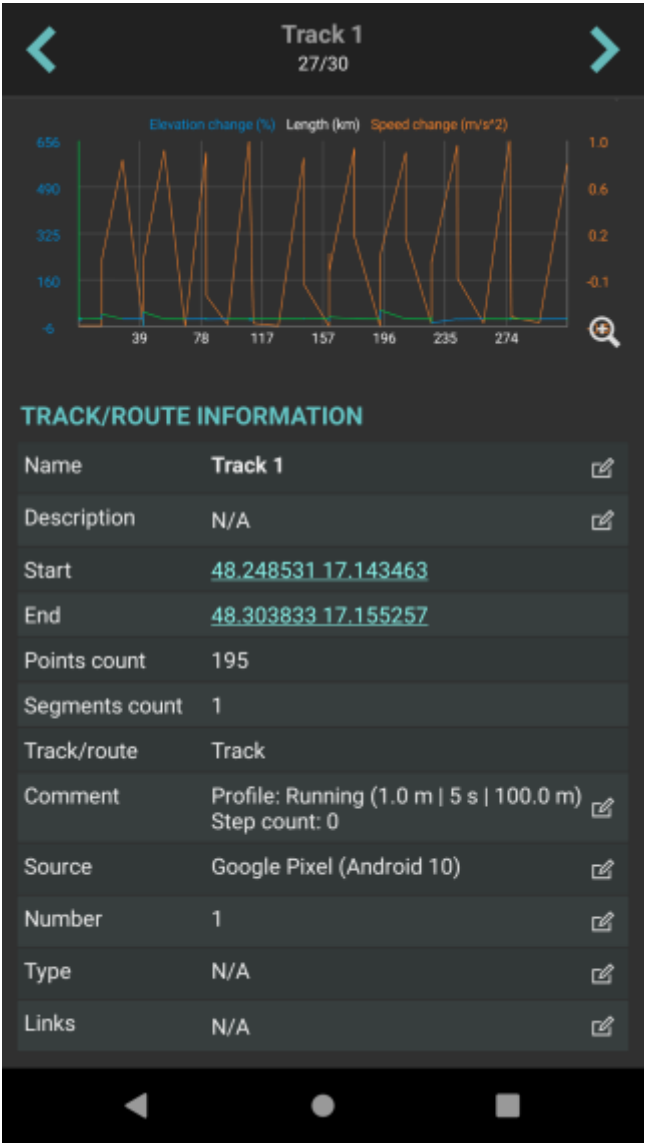 Track 1
27/30
Elevation change (%) Length (km) Speed change (m/s^2)
656 1.0
490 0.6
325 0.2
160 -0.1
-6
39 78 117 157 196 235 274
TRACK/ROUTE INFORMATION
Name Track 1
Description N/A
Start 48.248531 17.143463
End 48.303833 17.155257
Points count 195
Segments count 1
Track/route Track
Comment Profile: Running (1.0 m | 5 s | 100.0 m)
Step count: 0
Source Google Pixel (Android 10)
Number 1
Type N/A
Links N/A